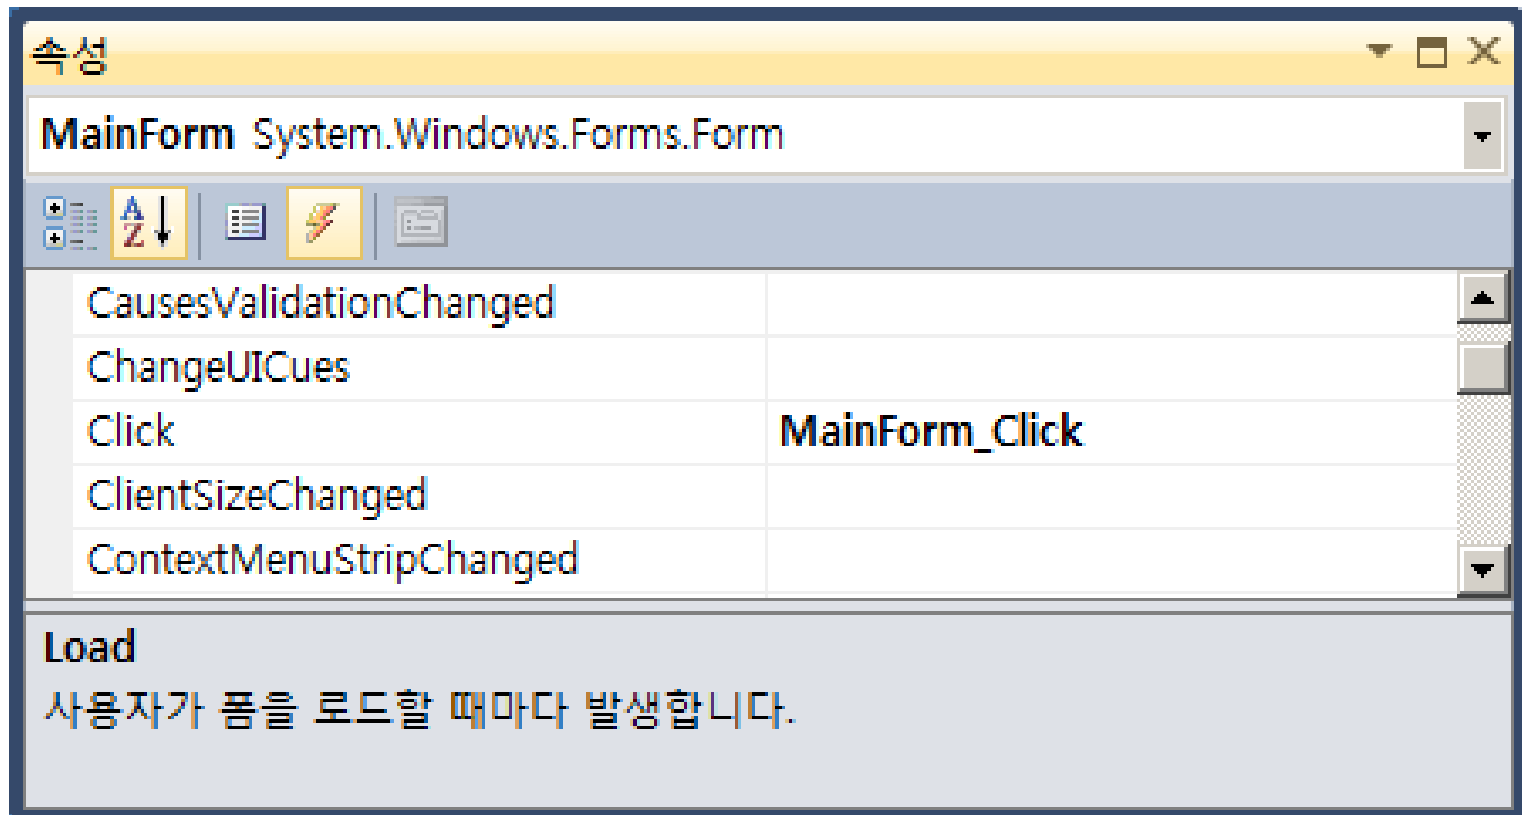 속성
MainForm System.Windows.Forms.Form
CausesValidationChanged
ChangeUICues
Click MainForm_Click
ClientSizeChanged
ContextMenuStripChanged
Load
사용자가 폼을 로드할 때마다 발생합니다.